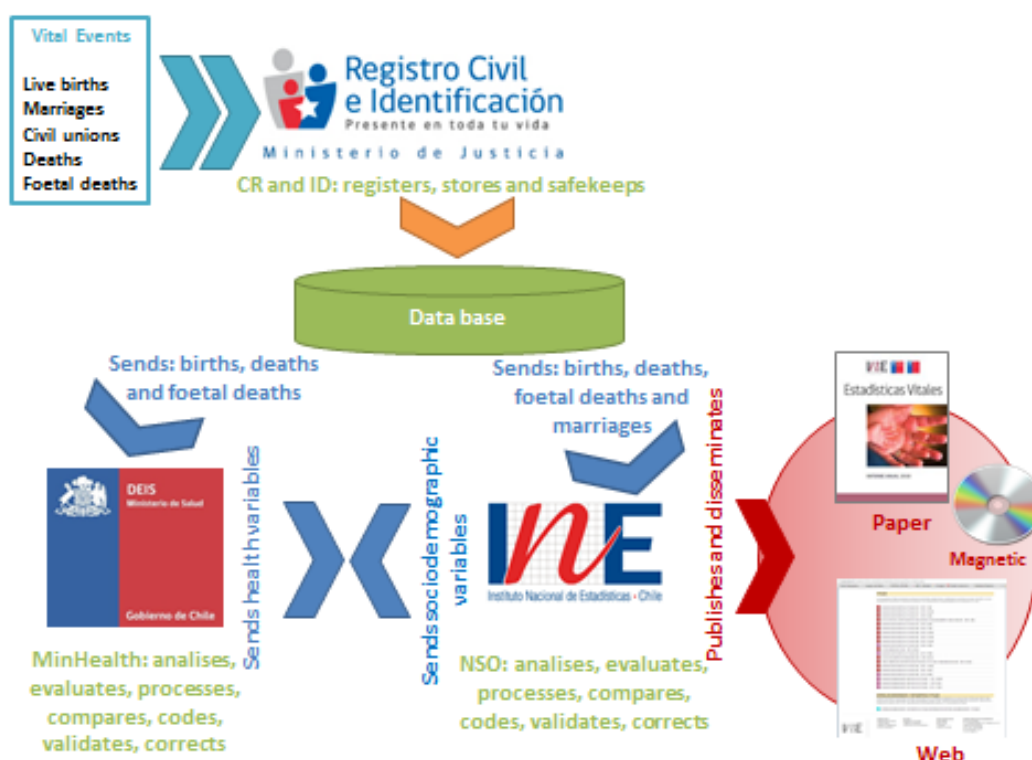 Vital Events
Live births
Marriages
Civil unions
Deaths
Foetal deaths
Registro Civil
e Identificación
Presente en toda tu vida
Ministerio de Justicia
CR and ID: registers, stores and safekeeps
Data base
Sends: births, deaths
and foetal deaths
Sends: births, deaths,
foetal deaths and
marriages
DEIS
Ministerio de Salud
Gobierno de Chile
Sends health variables
Sends sociodemographic
variables
INE
Instituto Nacional de Estadísticas - Chile
Publishes and disseminates
MinHealth: analises,
evaluates, processes,
compares, codes,
validates, corrects
NSO: analises, evaluates,
processes, compares,
codes, validates, corrects
INE
Estadísticas Vitales
Paper
Magnetic
INE
Web